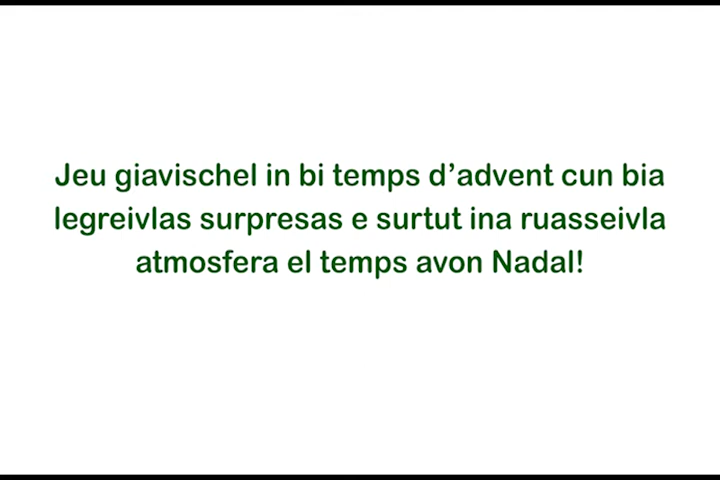 Jeu giavischel in bi temps d’advent cun bia
legreivlas surpresas e surtut ina ruasseivla
atmosfera el temps avon Nadal!